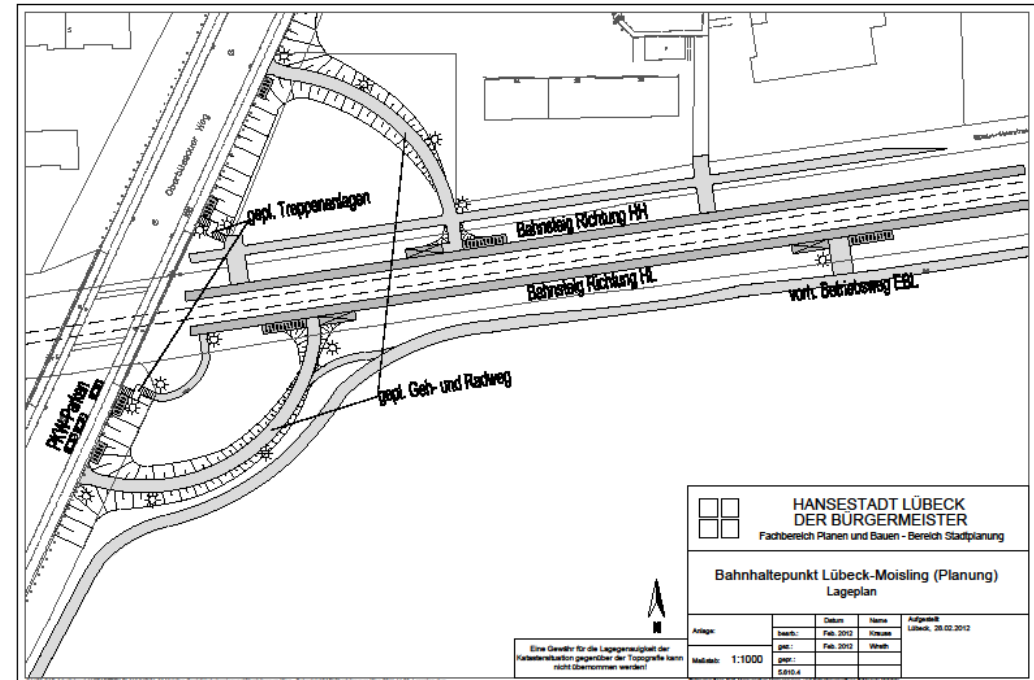 Oberbüssauer Weg
gepl. Treppenanlagen
Bahnsteig Richtung HH
Bahnsteig Richtung HL
vorh. Betriebsweg EBL
gepl. Geh- und Radweg
PKW-Parken
N
Eine Gewähr für die Lagegenauigkeit der
Katastersituation gegenüber der Topografie kann
nicht übernommen werden!
HANSESTADT LÜBECK
DER BÜRGERMEISTER
Fachbereich Planen und Bauen - Bereich Stadtplanung
Bahnhaltepunkt Lübeck-Moisling (Planung)
Lageplan
Datum Name Aufgestellt
Anlage: bearb.: Feb. 2012 Krause Lübeck, 28.02.2012
gez.: Feb. 2012
Maßstab: 1:1000 gepr.:
5.610.4